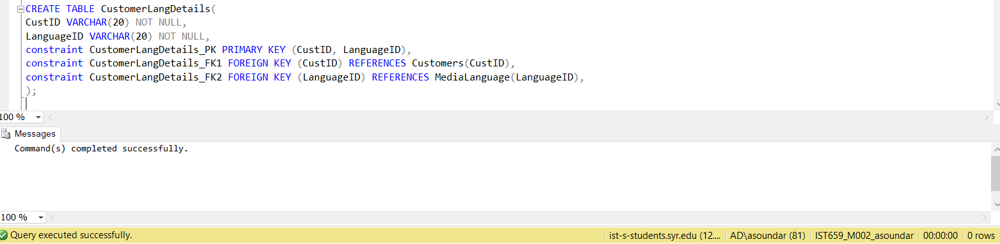 CREATE TABLE CustomerLangDetails(
CustID VARCHAR(20) NOT NULL,
LanguageID VARCHAR(20) NOT NULL,
constraint CustomerLangDetails_PK PRIMARY KEY (CustID, LanguageID),
constraint CustomerLangDetails_FK1 FOREIGN KEY (CustID) REFERENCES Customers(CustID),
constraint CustomerLangDetails_FK2 FOREIGN KEY (LanguageID) REFERENCES MediaLanguage(LanguageID),
);
100 %
Messages
Command(s) completed successfully.
100 %
Query executed successfully. ist-s-students.syr.edu (12.... AD\asoundar (81) IST659_M002_asoundar 00:00:00 0 rows